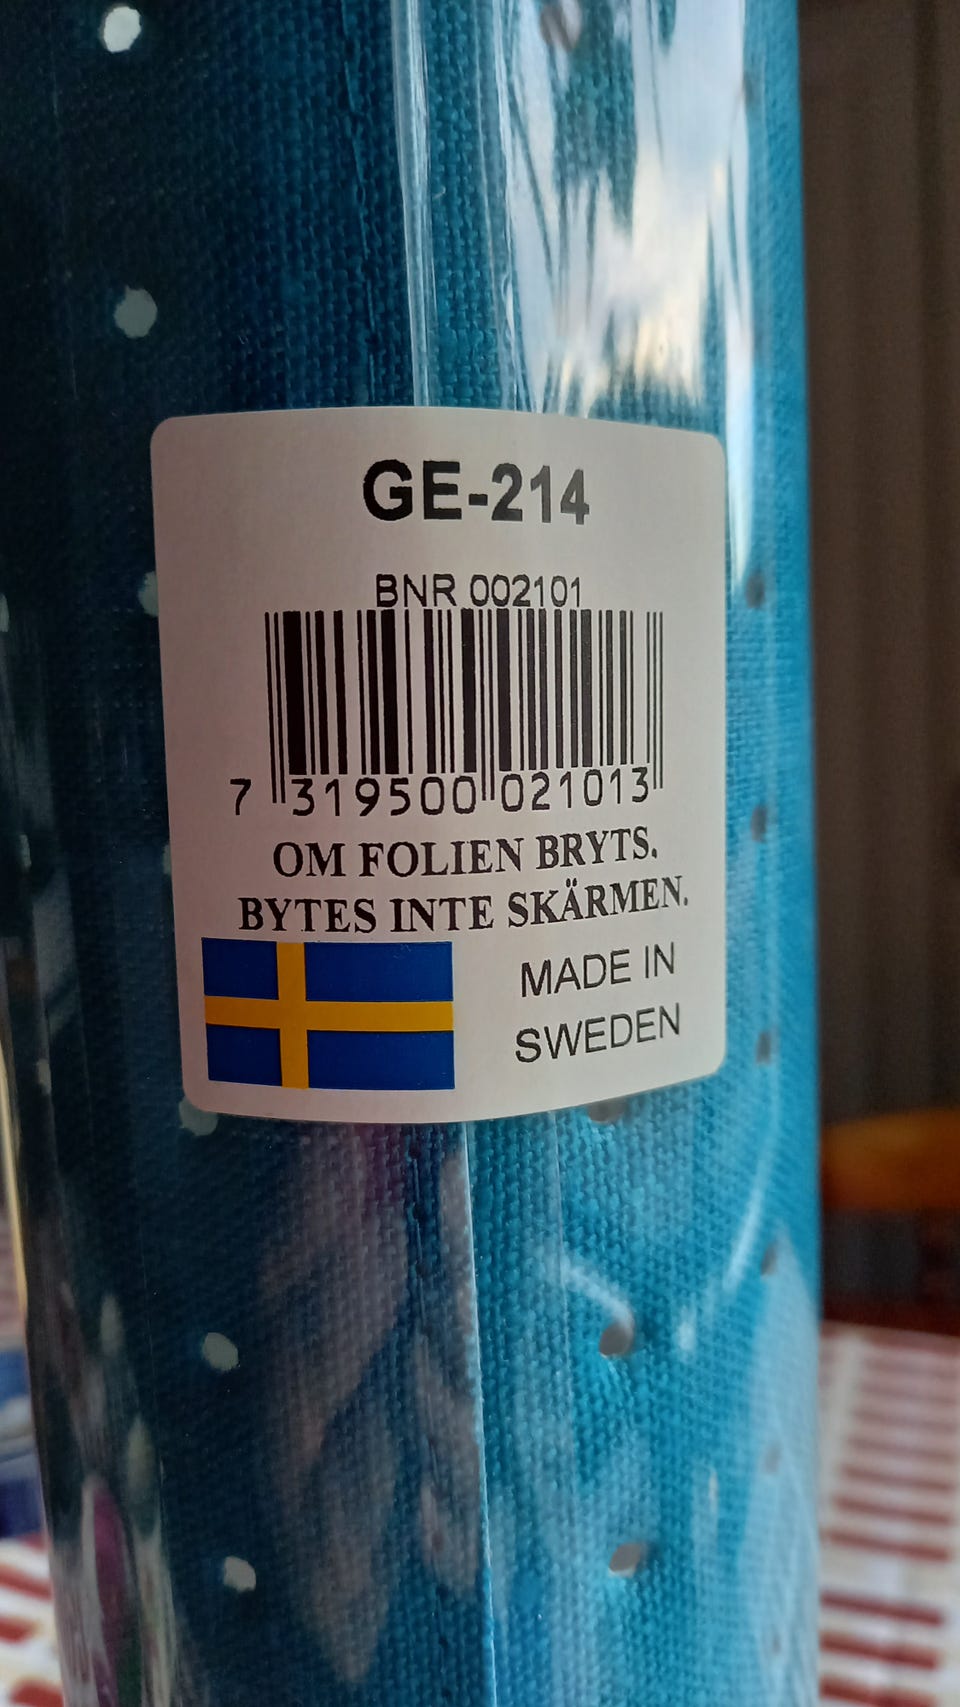 GE-214
BNR 002101
7 319500 021013
OM FOLIEN BRYTS.
BYTES INTE SKÄRMEN.
MADE IN
SWEDEN